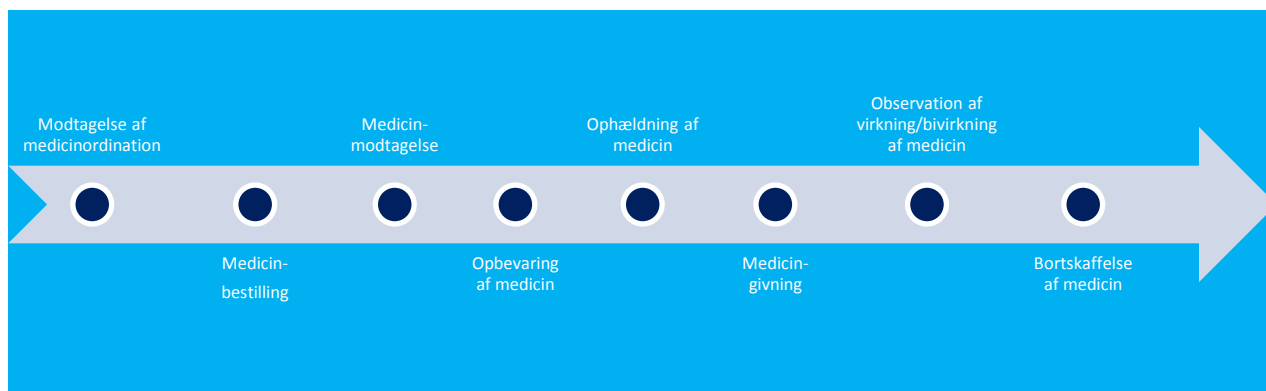 Modtagelse af
medicinordination
Medicin-
bestilling
Medicin-
modtagelse
Opbevaring
af medicin
Ophældning af
medicin
Medicin-
givning
Observation af
virkning/bivirkning
af medicin
Bortskaffelse
af medicin